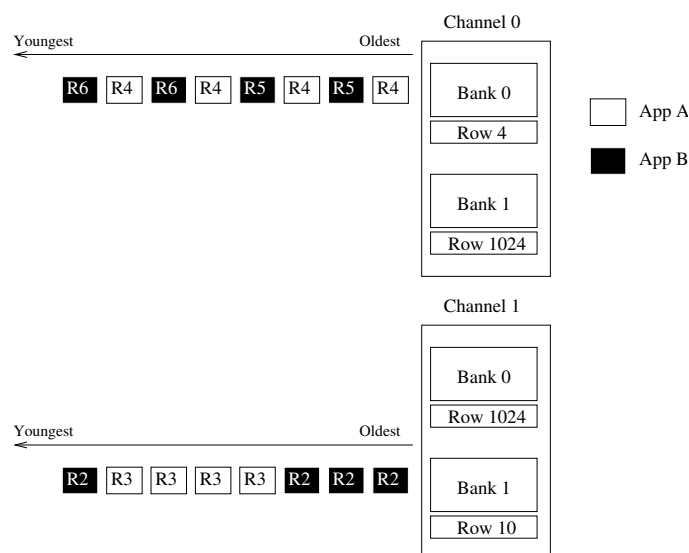 Channel 0
Youngest Oldest
R6 R4 R6 R4 R5 R4 R5 R4
Bank 0
Row 4
Bank 1
Row 1024
App A
App B
Channel 1
Bank 0
Row 1024
Youngest Oldest
R2 R3 R3 R3 R3 R2 R2 R2
Bank 1
Row 10